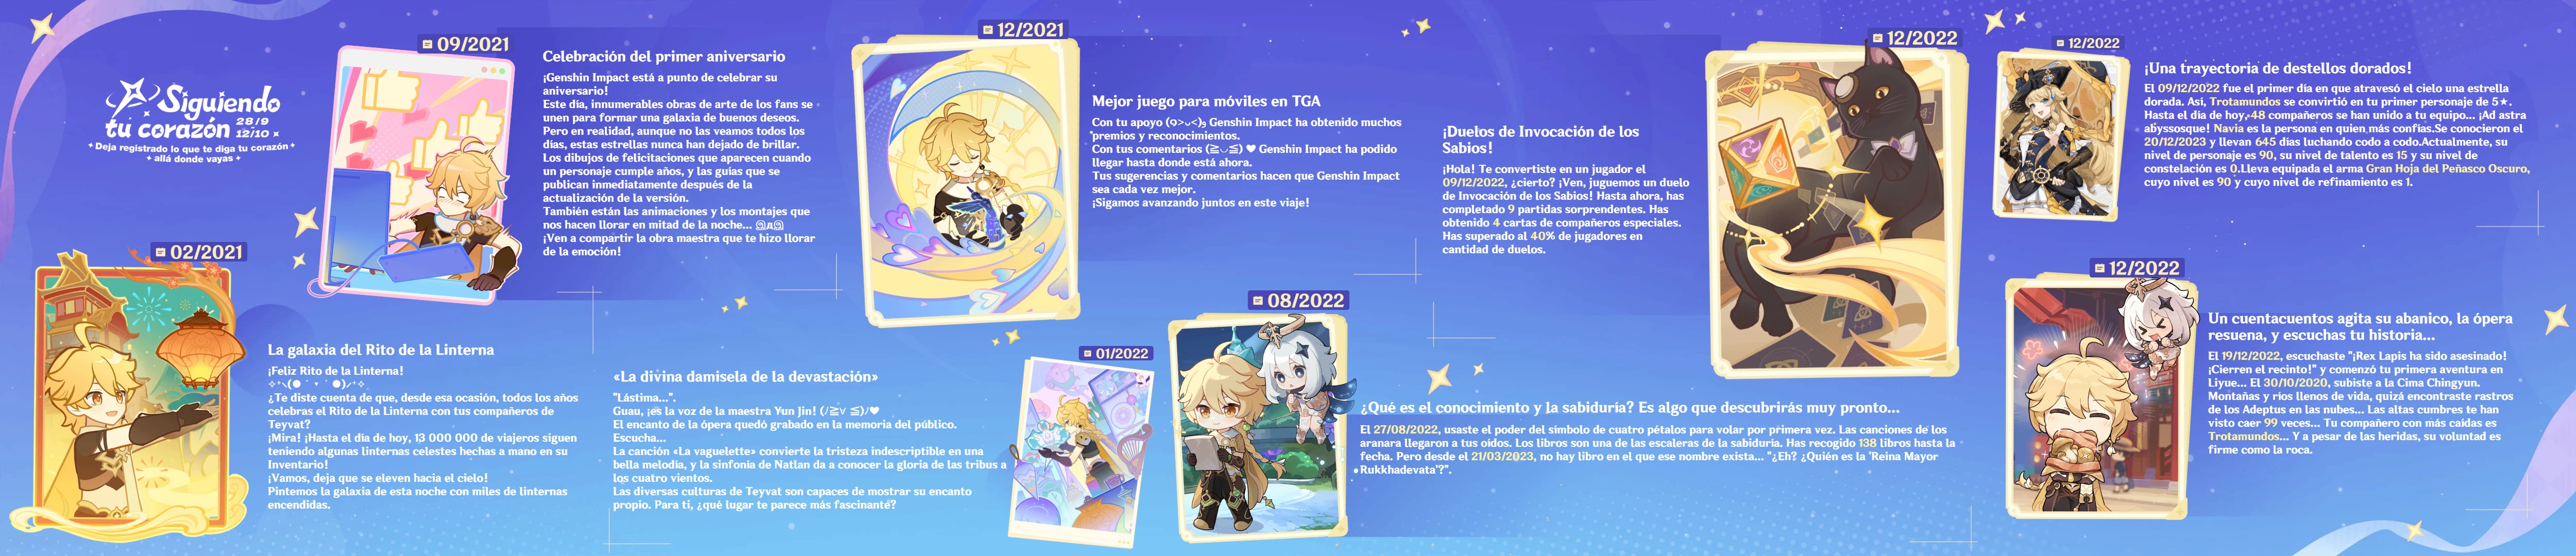 Siguiendo
tu corazón
28/9
12/10
Deja registrado lo que te diga tu corazón
allá donde vayas
02/2021
La galaxia del Rito de la Linterna
¡Feliz Rito de la Linterna!
¿Te diste cuenta de que, desde esa ocasión, todos los años
celebras el Rito de la Linterna con tus compañeros de
Teyvat?
¡Mira! ¡Hasta el día de hoy, 13 000 000 de viajeros siguen
teniendo algunas linternas celestes hechas a mano en su
Inventario!
¡Vamos, deja que se eleven hacia el cielo!
Pintemos la galaxia de esta noche con miles de linternas
encendidas.
09/2021
Celebración del primer aniversario
¡Genshin Impact está a punto de celebrar su
aniversario!
Este día, innumerables obras de arte de los fans se
unen para formar una galaxia de buenos deseos.
Pero en realidad, aunque no las veamos todos los
días, estas estrellas nunca han dejado de brillar.
Los dibujos de felicitaciones que aparecen cuando
un personaje cumple años, y las guías que se
publican inmediatamente después de la
actualización de la versión.
También están las animaciones y los montajes que
nos hacen llorar en mitad de la noche...
¡Ven a compartir la obra maestra que te hizo llorar
de la emoción!
12/2021
Mejor juego para móviles en TGA
Con tu apoyo Genshin Impact ha obtenido muchos
premios y reconocimientos.
Con tus comentarios (≧◡≦) ♥ Genshin Impact ha podido
llegar hasta donde está ahora.
Tus sugerencias y comentarios hacen que Genshin Impact
sea cada vez mejor.
¡Sigamos avanzando juntos en este viaje!
01/2022
«La divina damisela de la devastación»
"Lástima...".
Guau, ¡es la voz de la maestra Yun Jin! (/≧∨ ≦)/♥
El encanto de la ópera quedó grabado en la memoria del público.
Escucha...
La canción «La vaguelette» convierte la tristeza indescriptible en una
bella melodía, y la sinfonía de Natlan da a conocer la gloria de las tribus a
los cuatro vientos.
Las diversas culturas de Teyvat son capaces de mostrar su encanto
propio. Para ti, ¿qué lugar te parece más fascinante?
08/2022
¿Qué es el conocimiento y la sabiduría? Es algo que descubrirás muy pronto...
El 27/08/2022, usaste el poder del símbolo de cuatro pétalos para volar por primera vez. Las canciones de los
aranara llegaron a tus oídos. Los libros son una de las escaleras de la sabiduría. Has recogido 138 libros hasta la
fecha. Pero desde el 21/03/2023, no hay libro en el que ese nombre exista... "¿Eh? ¿Quién es la 'Reina Mayor
Rukkhadevata'?".
12/2022
¡Duelos de Invocación de los
Sabios!
¡Hola! Te convertiste en un jugador el
09/12/2022, ¿cierto? ¡Ven, juguemos un duelo
de Invocación de los Sabios! Hasta ahora, has
completado 9 partidas sorprendentes. Has
obtenido 4 cartas de compañeros especiales.
Has superado al 40% de jugadores en
cantidad de duelos.
12/2022
¡Una trayectoria de destellos dorados!
El 09/12/2022 fue el primer día en que atravesó el cielo una estrella
dorada. Así, Trotamundos se convirtió en tu primer personaje de 5★.
Hasta el día de hoy, 48 compañeros se han unido a tu equipo... ¡Ad astra
abyssosque! Navia es la persona en quien más confías.Se conocieron el
20/12/2023 y llevan 645 días luchando codo a codo.Actualmente, su
nivel de personaje es 90, su nivel de talento es 15 y su nivel de
constelación es 0.Lleva equipada el arma Gran Hoja del Peñasco Oscuro,
cuyo nivel es 90 y cuyo nivel de refinamiento es 1.
12/2022
Un cuentacuentos agita su abanico, la ópera
resuena, y escuchas tu historia...
El 19/12/2022, escuchaste "¡Rex Lapis ha sido asesinado!
¡Cierren el recinto!" y comenzó tu primera aventura en
Liyue... El 30/10/2020, subiste a la Cima Chingyun.
Montañas y ríos llenos de vida, quizá encontraste rastros
de los Adeptus en las nubes... Las altas cumbres te han
visto caer 99 veces... Tu compañero con más caídas es
Trotamundos... Y a pesar de las heridas, su voluntad es
firme como la roca.